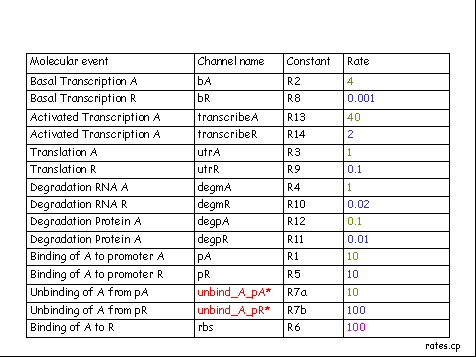 Molecular event Channel name Constant Rate
Basal Transcription A bA R2 4
Basal Transcription R bR R8 0.001
Activated Transcription A transcribeA R13 40
Activated Transcription A transcribeR R14 2
Translation A utrA R3 1
Translation R utrR R9 0.1
Degradation RNA A degmA R4 1
Degradation RNA R degmR R10 0.02
Degradation Protein A degpA R12 0.1
Degradation Protein A degpR R11 0.01
Binding of A to promoter A pA R1 10
Binding of A to promoter R pR R5 10
Unbinding of A from pA unbind_A_pA* R7a 10
Unbinding of A from pR unbind_A_pR* R7b 100
Binding of A to R rbs R6 100
rates.cp